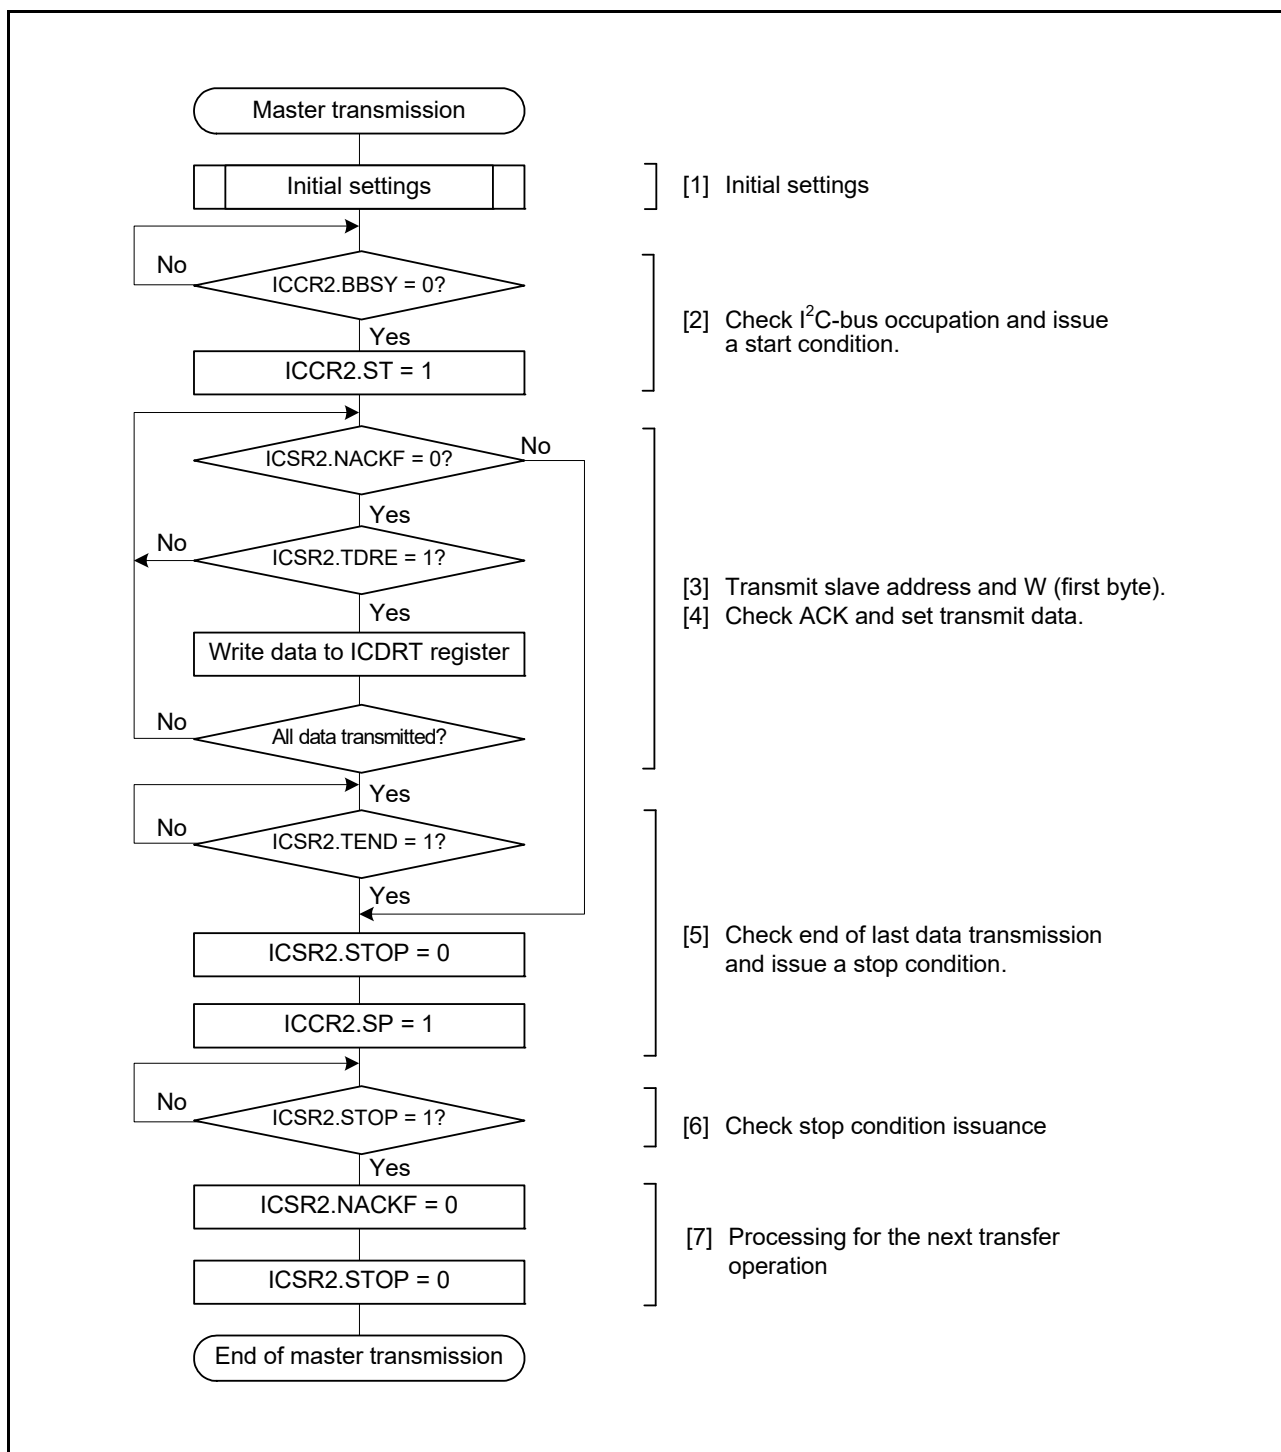 Master transmission
Initial settings
[1] Initial settings
No
ICCR2.BBSY = 0?
Yes
ICCR2.ST = 1
[2] Check I²C-bus occupation and issue
a start condition.
ICSR2.NACKF = 0?
No
Yes
No
ICSR2.TDRE = 1?
Yes
Write data to ICDRT register
No
All data transmitted?
Yes
[3] Transmit slave address and W (first byte).
[4] Check ACK and set transmit data.
No
ICSR2.TEND = 1?
Yes
ICSR2.STOP = 0
ICCR2.SP = 1
[5] Check end of last data transmission
and issue a stop condition.
No
ICSR2.STOP = 1?
Yes
[6] Check stop condition issuance
ICSR2.NACKF = 0
ICSR2.STOP = 0
[7] Processing for the next transfer
operation
End of master transmission